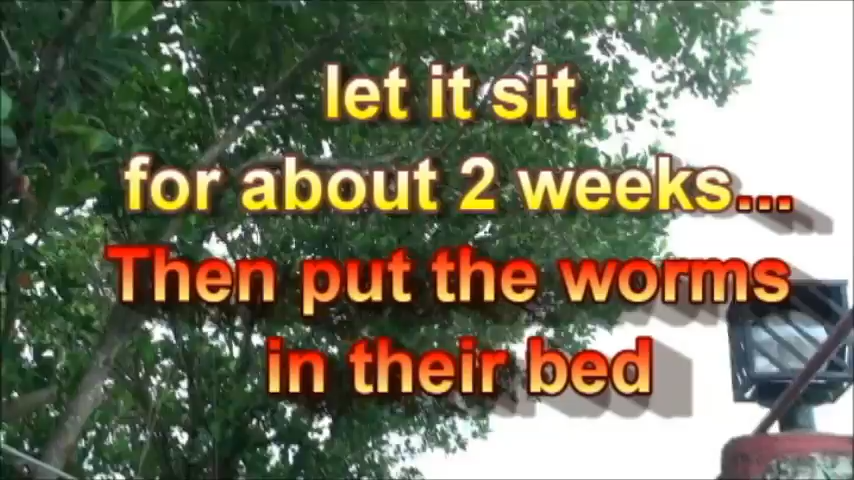 let it sit
for about 2 weeks...
Then put the worms
in their bed